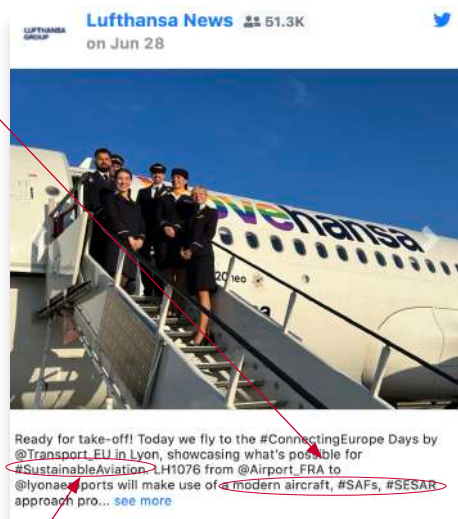 LUFTHANSA
GROUP
Lufthansa News 51.3K
on Jun 28
ovehansa
20neo
Ready for take-off! Today we fly to the #ConnectingEurope Days by
@Transport_EU in Lyon, showcasing what's possible for
#SustainableAviation. LH1076 from @Airport_FRA to
@lyonaeroports will make use of a modern aircraft, #SAFs, #SESAR
approach pro... see more